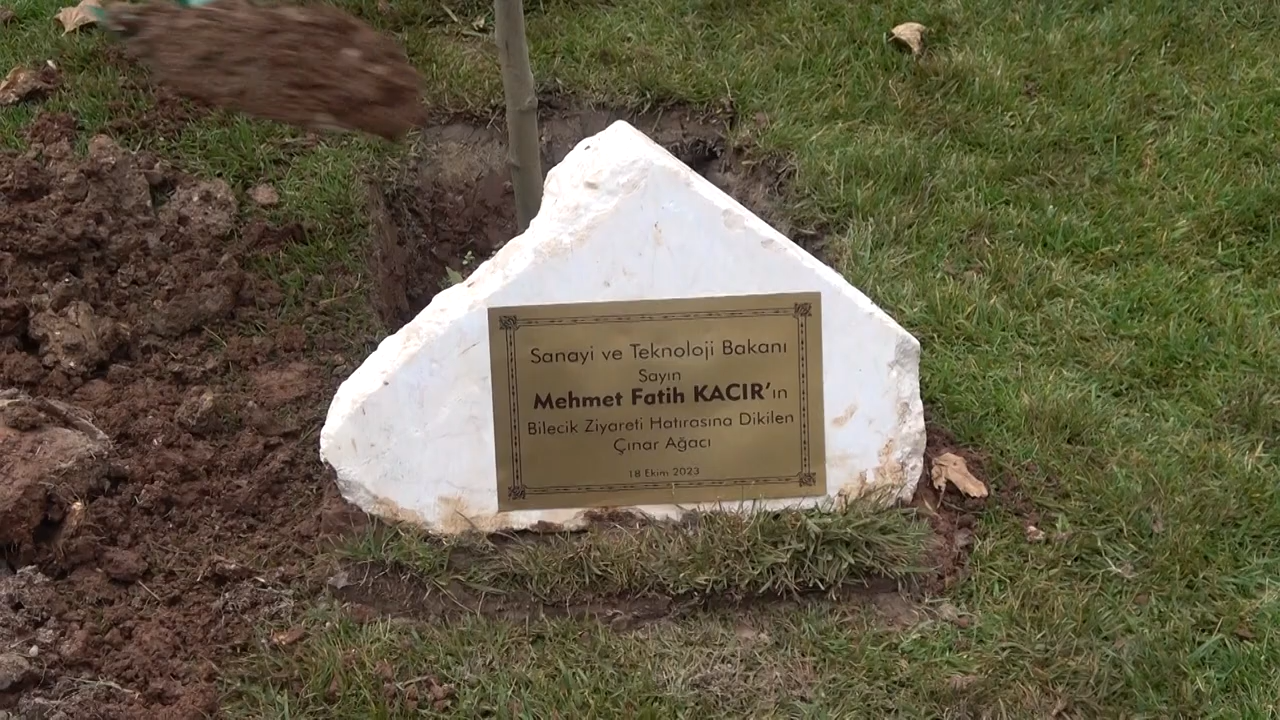 Sanayi ve Teknoloji Bakanı
Sayın
Mehmet Fatih KACIR'ın
Bilecik Ziyareti Hatırasına Dikilen
Çınar Ağacı
18 Ekim 2023